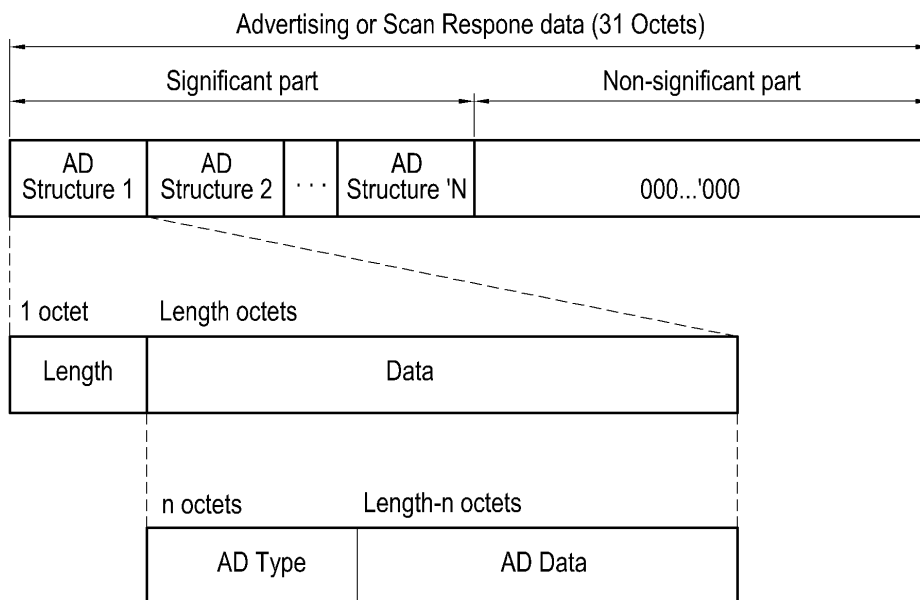 Advertising or Scan Respone data (31 Octets)
Significant part
Non-significant part
AD
Structure 1
AD
Structure 2
...
AD
Structure 'N
000...'000
1 octet
Length octets
Length
Data
n octets
Length-n octets
AD Type
AD Data